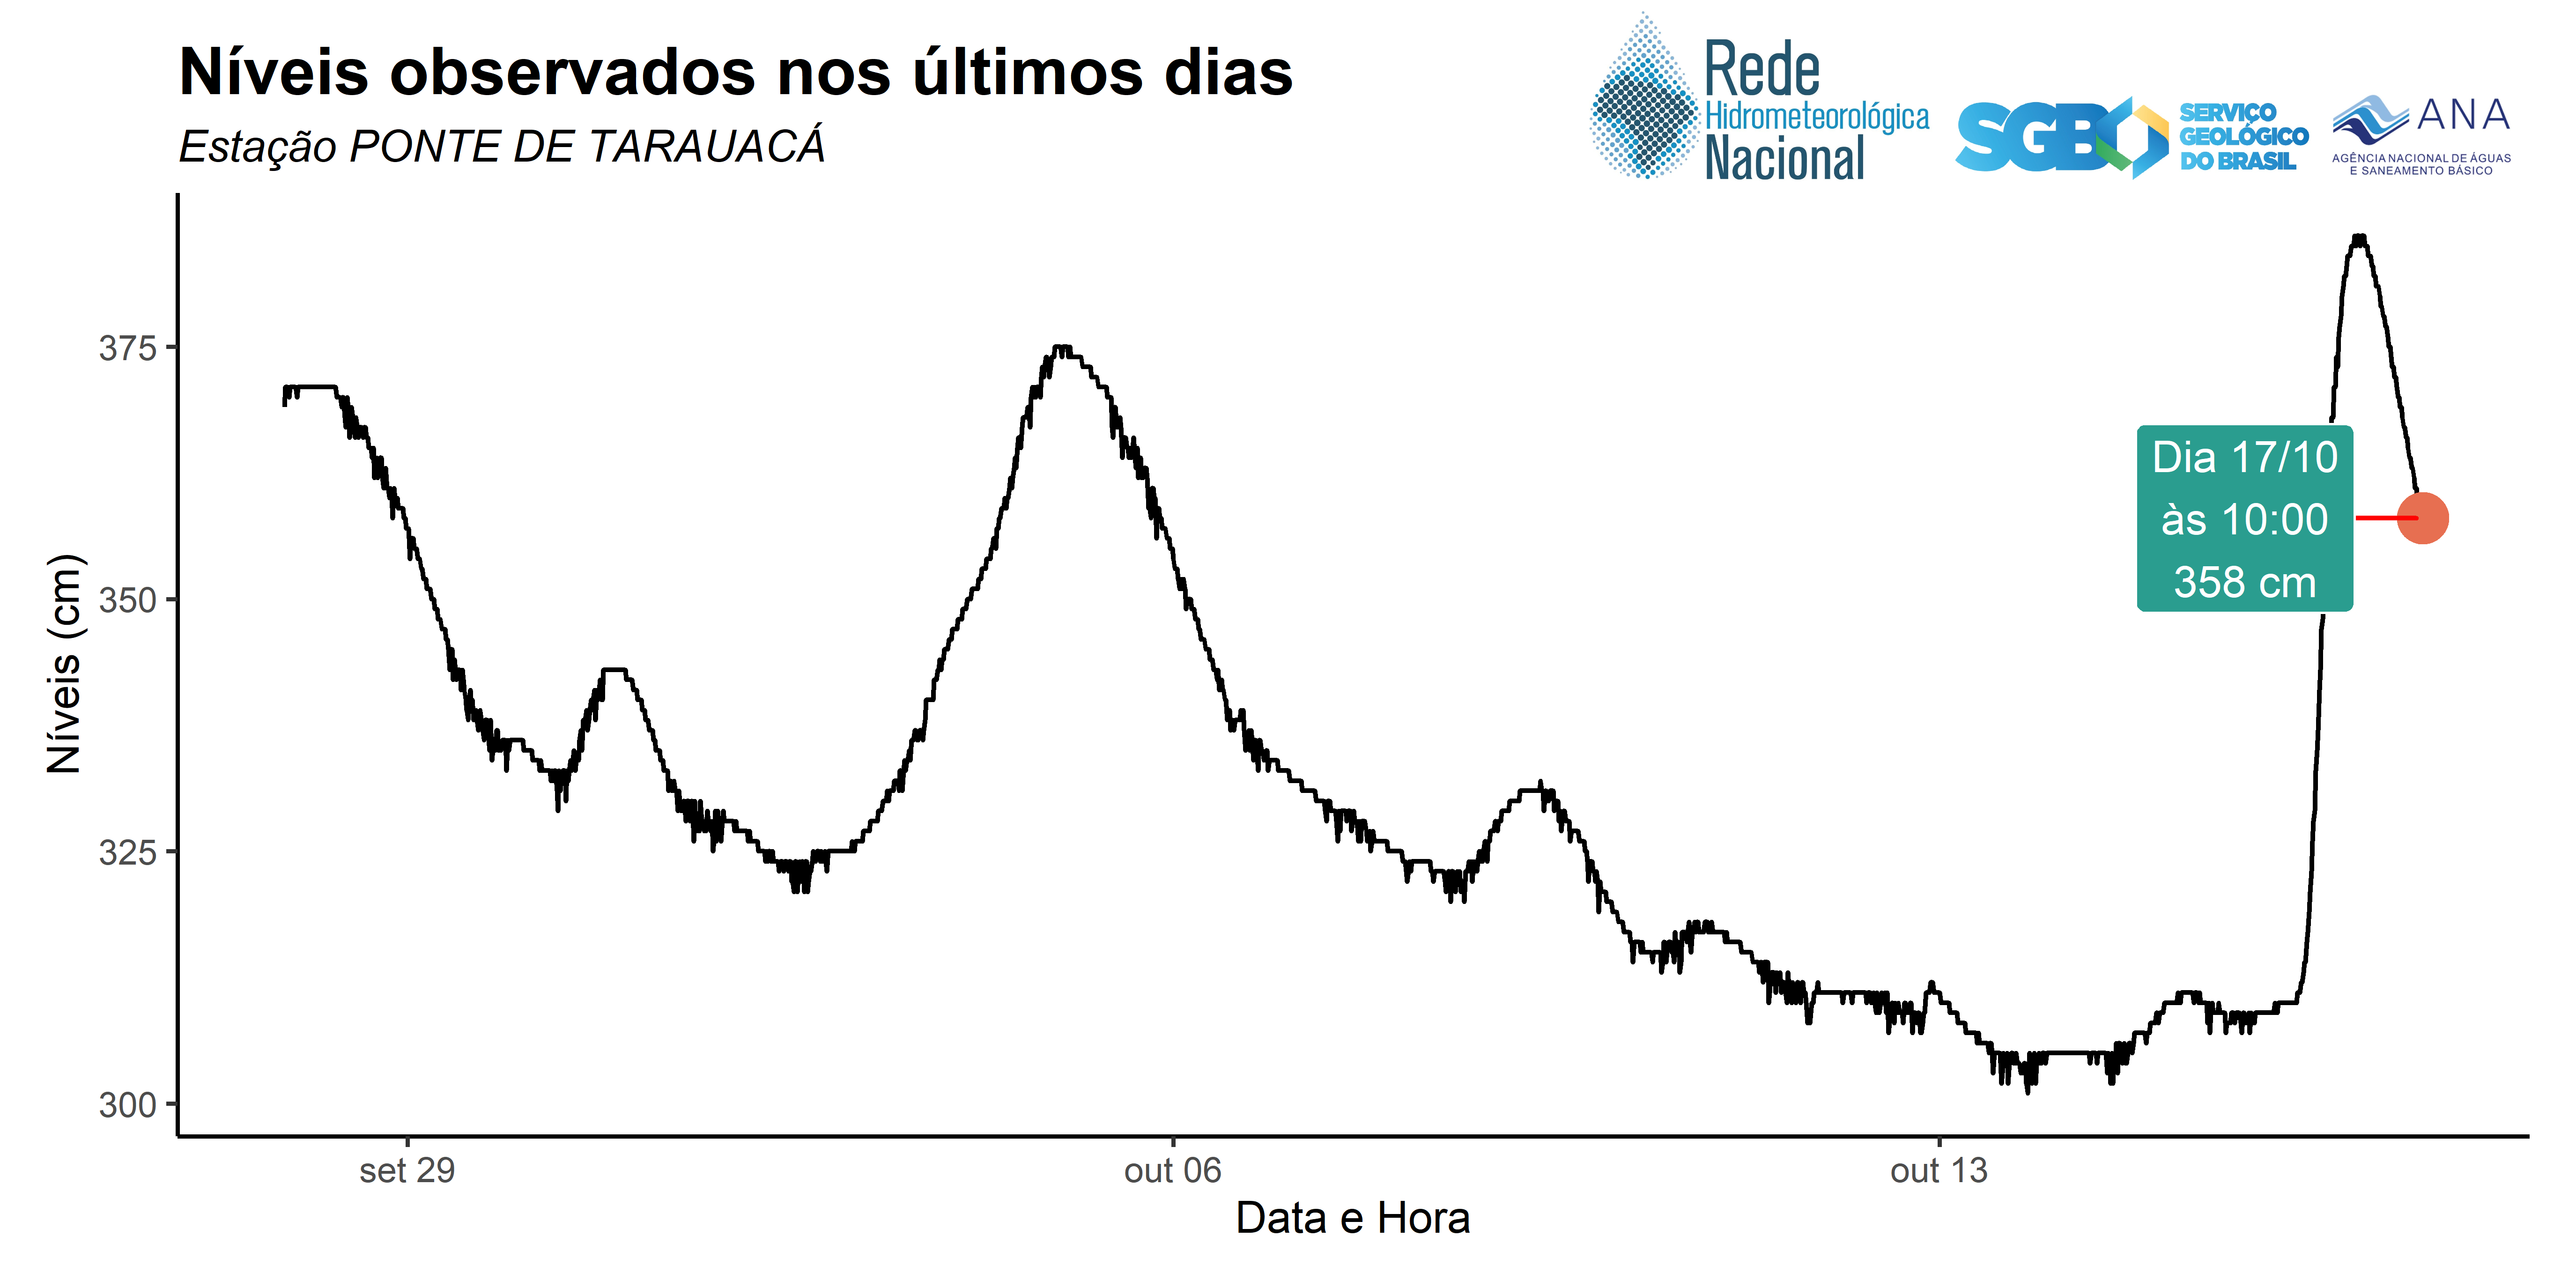 Níveis observados nos últimos dias
Estação PONTE DE TARAUACÁ
Rede
Hidrometeorológica
Nacional
SGB
SERVIÇO
GEOLÓGICO
DO BRASIL
ANA
AGÊNCIA NACIONAL DE ÁGUAS
E SANEAMENTO BÁSICO
Níveis (cm)
375
350
325
300
Dia 17/10
às 10:00
358 cm
set 29
out 06
out 13
Data e Hora